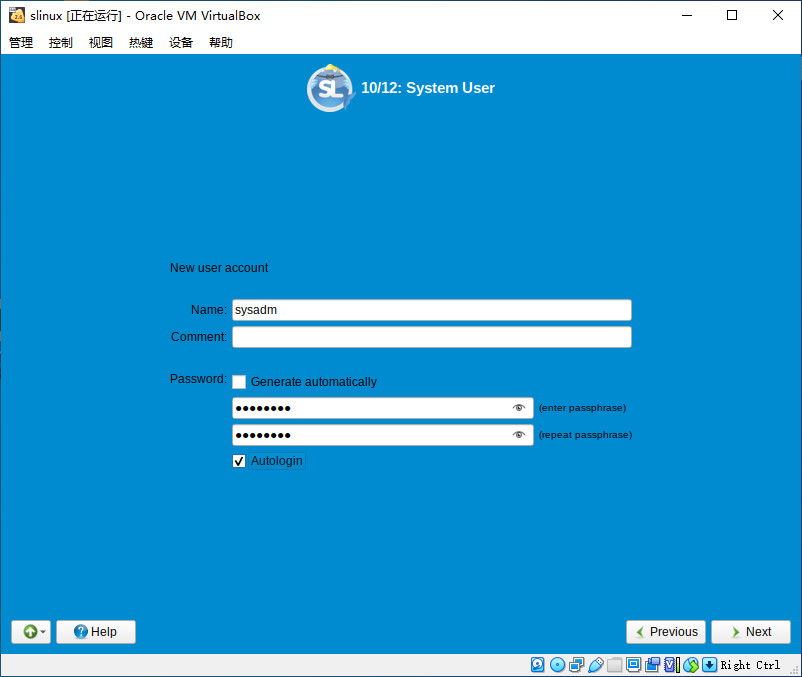 slinux [正在运行] - Oracle VM VirtualBox
管理 控制 视图 热键 设备 帮助
SL 10/12: System User
New user account
Name: sysadm
Comment:
Password: Generate automatically
●●●●●●●● (enter passphrase)
●●●●●●●● (repeat passphrase)
Autologin
Help Previous Next
Right Ctrl